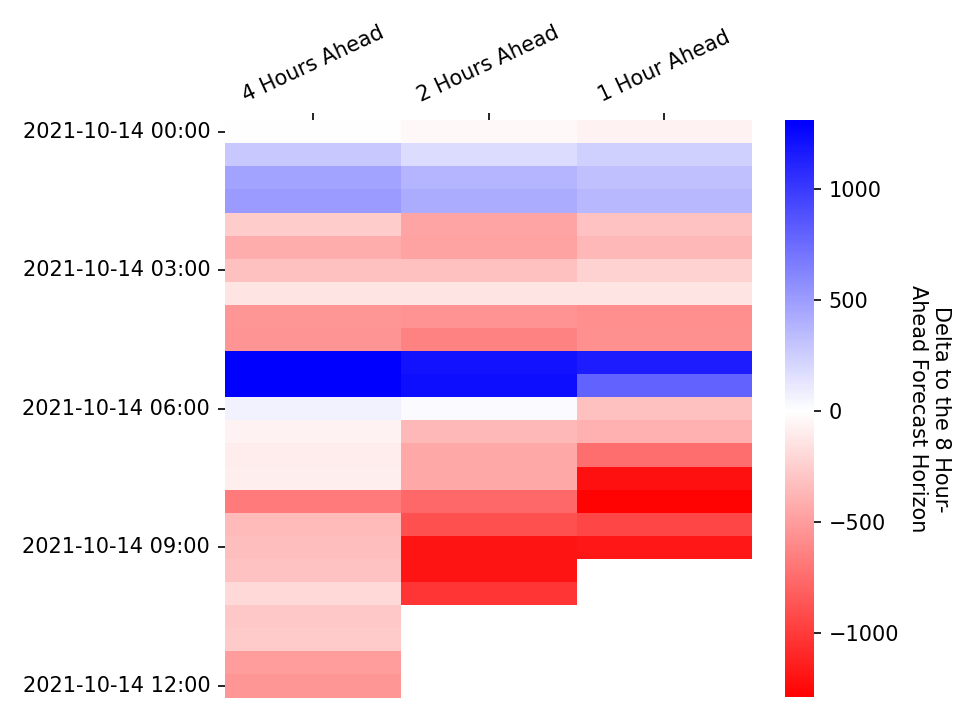 4 Hours Ahead
2 Hours Ahead
1 Hour Ahead
2021-10-14 00:00
2021-10-14 03:00
2021-10-14 06:00
2021-10-14 09:00
2021-10-14 12:00
1000
500
0
−500
−1000
Delta to the 8 Hour-
Ahead Forecast Horizon